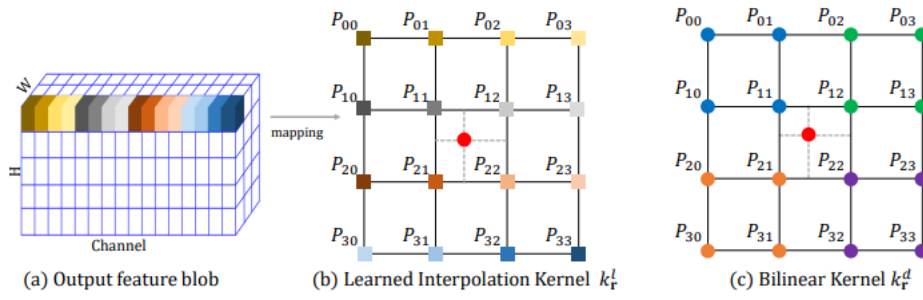 W
H
Channel
mapping
(a) Output feature blob
P₀₀ P₀₁ P₀₂ P₀₃
P₁₀ P₁₁ P₁₂ P₁₃
P₂₀ P₂₁ P₂₂ P₂₃
P₃₀ P₃₁ P₃₂ P₃₃
(b) Learned Interpolation Kernel kᵣˡ
P₀₀ P₀₁ P₀₂ P₀₃
P₁₀ P₁₁ P₁₂ P₁₃
P₂₀ P₂₁ P₂₂ P₂₃
P₃₀ P₃₁ P₃₂ P₃₃
(c) Bilinear Kernel kᵣᵈ